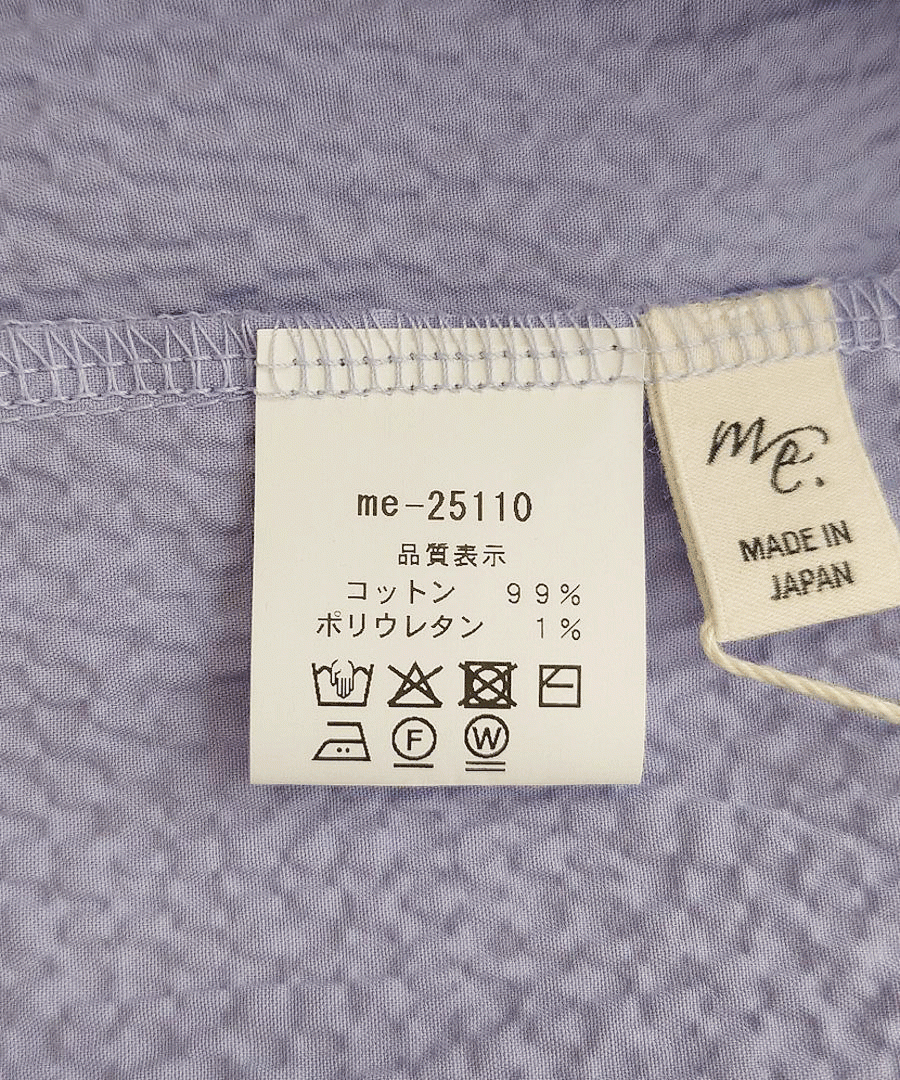 me-25110
品質表示
コットン 99%
ポリウレタン 1%
F W
me.
MADE IN
JAPAN